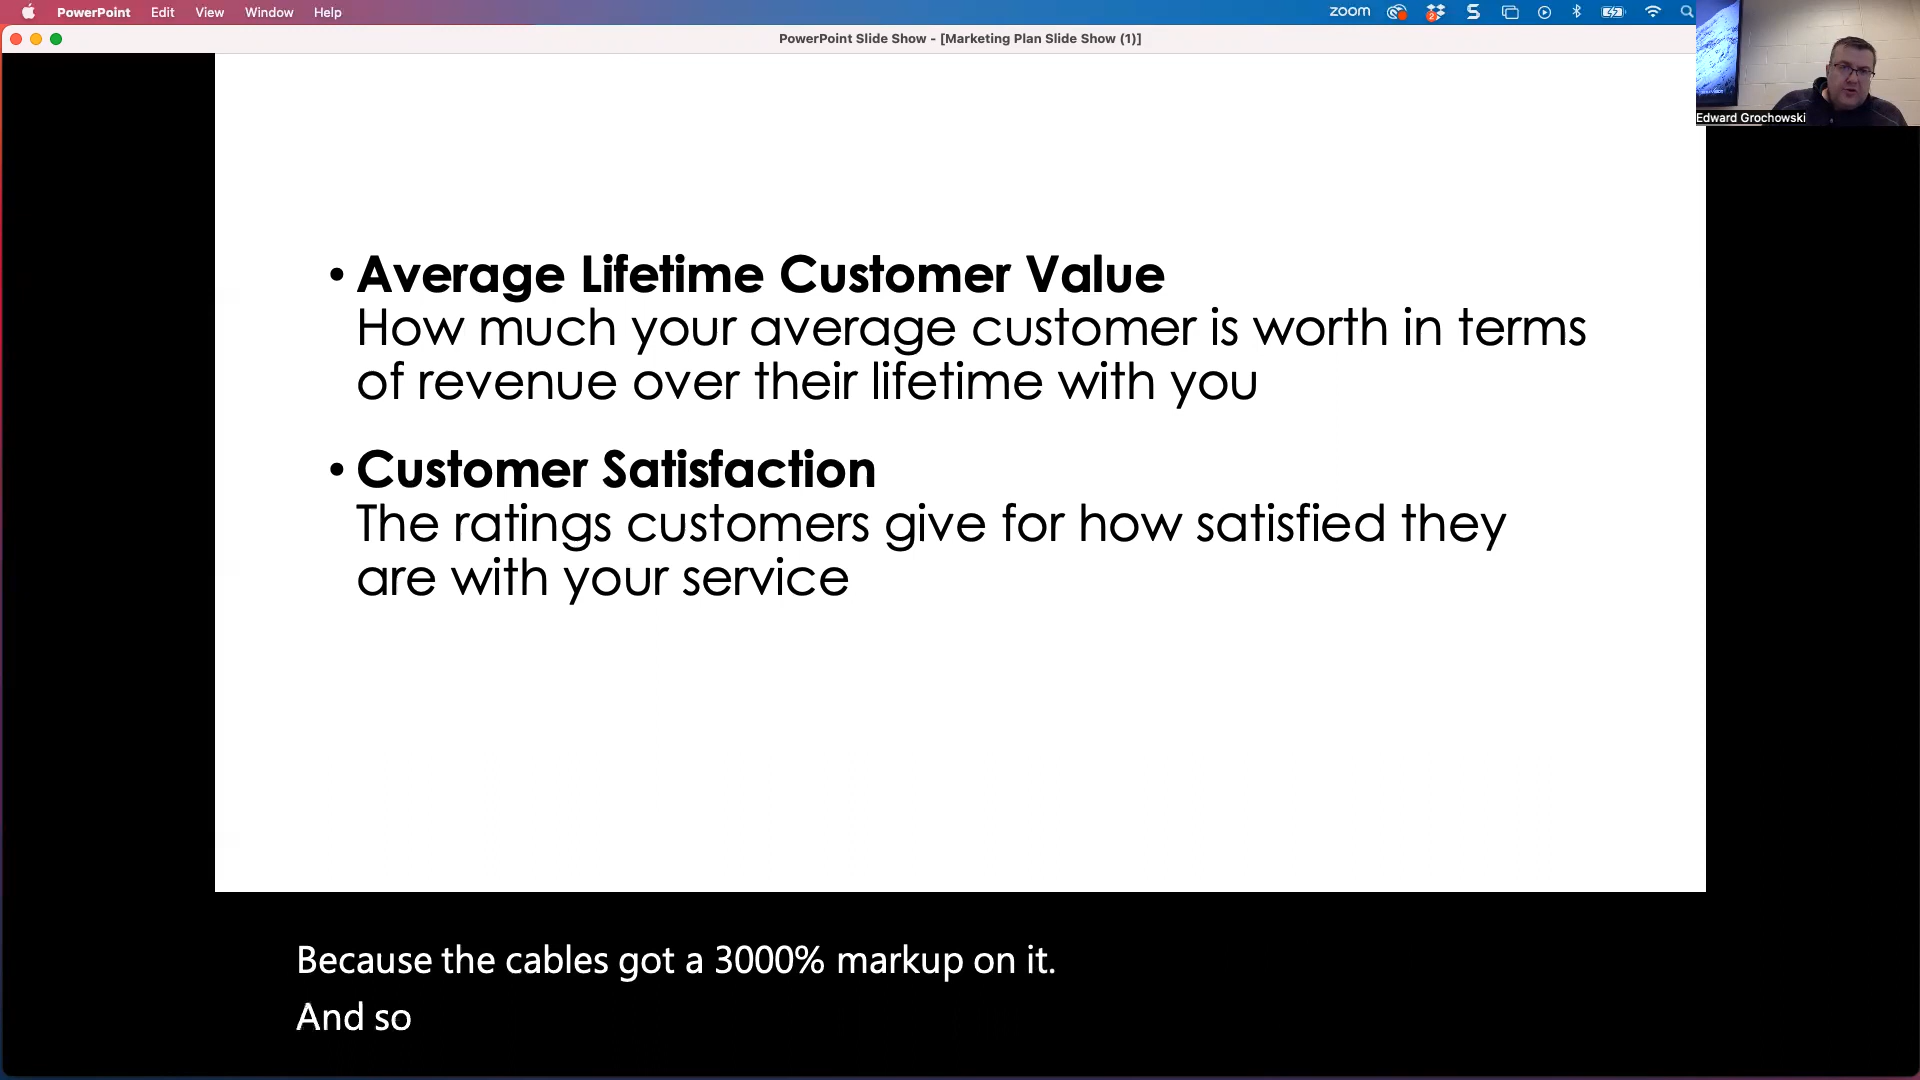 PowerPoint Edit View Window Help zoom 2 S
PowerPoint Slide Show - [Marketing Plan Slide Show (1)]
Edward Grochowski
• Average Lifetime Customer Value
How much your average customer is worth in terms
of revenue over their lifetime with you
• Customer Satisfaction
The ratings customers give for how satisfied they
are with your service
Because the cables got a 3000% markup on it.
And so